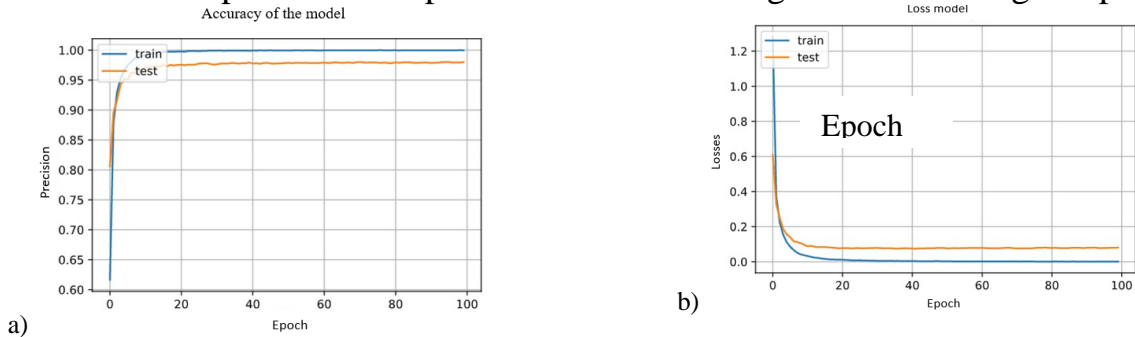 Accuracy of the model
1.00
0.95
0.90
0.85
0.80
0.75
0.70
0.65
0.60
Precision
train
test
0
20
40
60
80
100
Epoch
a)
Loss model
1.2
1.0
0.8
0.6
0.4
0.2
0.0
Losses
train
test
Epoch
0
20
40
60
80
100
Epoch
b)